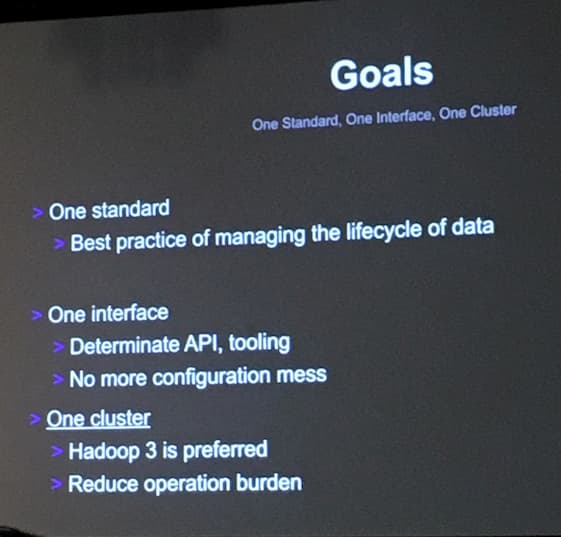 Goals
One Standard, One Interface, One Cluster
> One standard
> Best practice of managing the lifecycle of data
> One interface
> Determinate API, tooling
> No more configuration mess
> One cluster
> Hadoop 3 is preferred
> Reduce operation burden